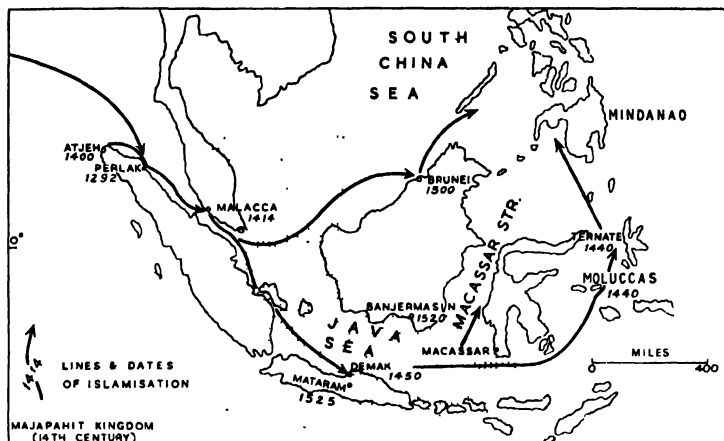 SOUTH
CHINA
SEA
MINDANAO
ATJEH
1400
PERLAK
1292
MALACCA
1414
BRUNEI
1500
10°
TERNATE
1440
MOLUCCAS
1440
MACASSAR STR.
BANJERMASIN
1520
JAVA
SEA
MACASSAR
DEMAK 1450
MATARAM
1525
0 MILES 400
1414
LINES & DATES
OF ISLAMISATION
MAJAPAHIT KINGDOM
(14TH CENTURY)